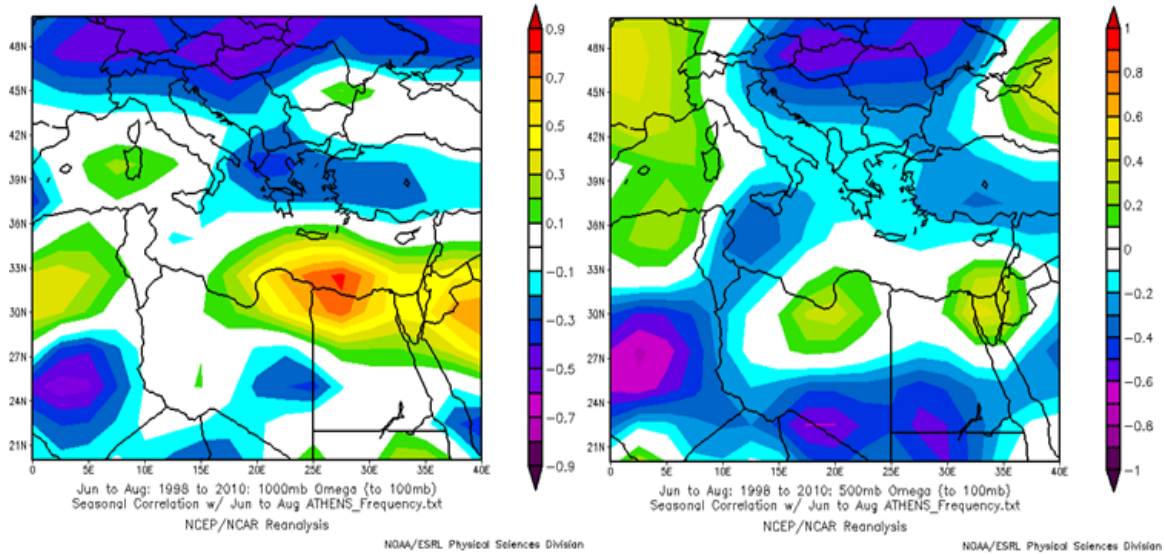 48N
45N
42N
39N
36N
33N
30N
27N
24N
21N
0
5E
10E
15E
20E
25E
30E
35E
40E
0.9
0.7
0.5
0.3
0.1
-0.1
-0.3
-0.5
-0.7
-0.9
Jun to Aug: 1998 to 2010: 1000mb Omega (to 100mb)
Seasonal Correlation w/ Jun to Aug ATHENS_Frequency.txt
NCEP/NCAR Reanalysis
NOAA/ESRL Physical Sciences Division
48N
45N
42N
39N
36N
33N
30N
27N
24N
21N
0
5E
10E
15E
20E
25E
30E
35E
40E
1
0.8
0.6
0.4
0.2
0
-0.2
-0.4
-0.6
-0.8
-1
Jun to Aug: 1998 to 2010: 500mb Omega (to 100mb)
Seasonal Correlation w/ Jun to Aug ATHENS_Frequency.txt
NCEP/NCAR Reanalysis
NOAA/ESRL Physical Sciences Division